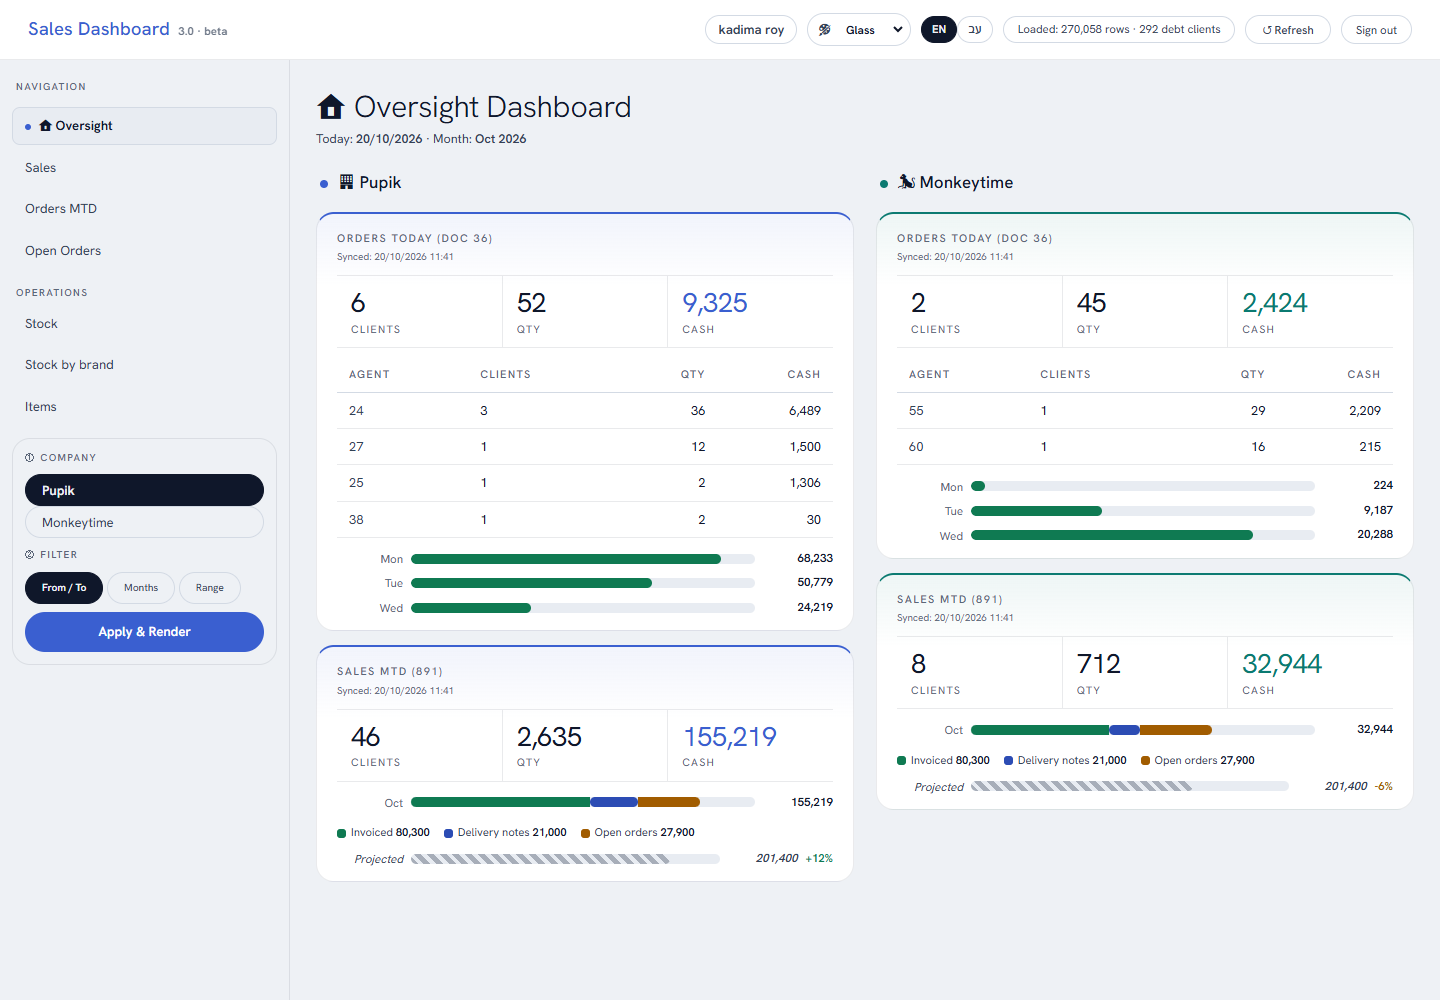 Sales Dashboard 3.0 · beta
kadima roy
Glass
EN
עב
Loaded: 270,058 rows · 292 debt clients
↺ Refresh
Sign out
NAVIGATION
Oversight
Sales
Orders MTD
Open Orders
OPERATIONS
Stock
Stock by brand
Items
① COMPANY
Pupik
Monkeytime
② FILTER
From / To
Months
Range
Apply & Render
Oversight Dashboard
Today: 20/10/2026 · Month: Oct 2026
Pupik
ORDERS TODAY (DOC 36)
Synced: 20/10/2026 11:41
6 52 9,325
CLIENTS QTY CASH
AGENT CLIENTS QTY CASH
24 3 36 6,489
27 1 12 1,500
25 1 2 1,306
38 1 2 30
Mon 68,233
Tue 50,779
Wed 24,219
SALES MTD (891)
Synced: 20/10/2026 11:41
46 2,635 155,219
CLIENTS QTY CASH
Oct 155,219
Invoiced 80,300 Delivery notes 21,000 Open orders 27,900
Projected 201,400 +12%
Monkeytime
ORDERS TODAY (DOC 36)
Synced: 20/10/2026 11:41
2 45 2,424
CLIENTS QTY CASH
AGENT CLIENTS QTY CASH
55 1 29 2,209
60 1 16 215
Mon 224
Tue 9,187
Wed 20,288
SALES MTD (891)
Synced: 20/10/2026 11:41
8 712 32,944
CLIENTS QTY CASH
Oct 32,944
Invoiced 80,300 Delivery notes 21,000 Open orders 27,900
Projected 201,400 -6%